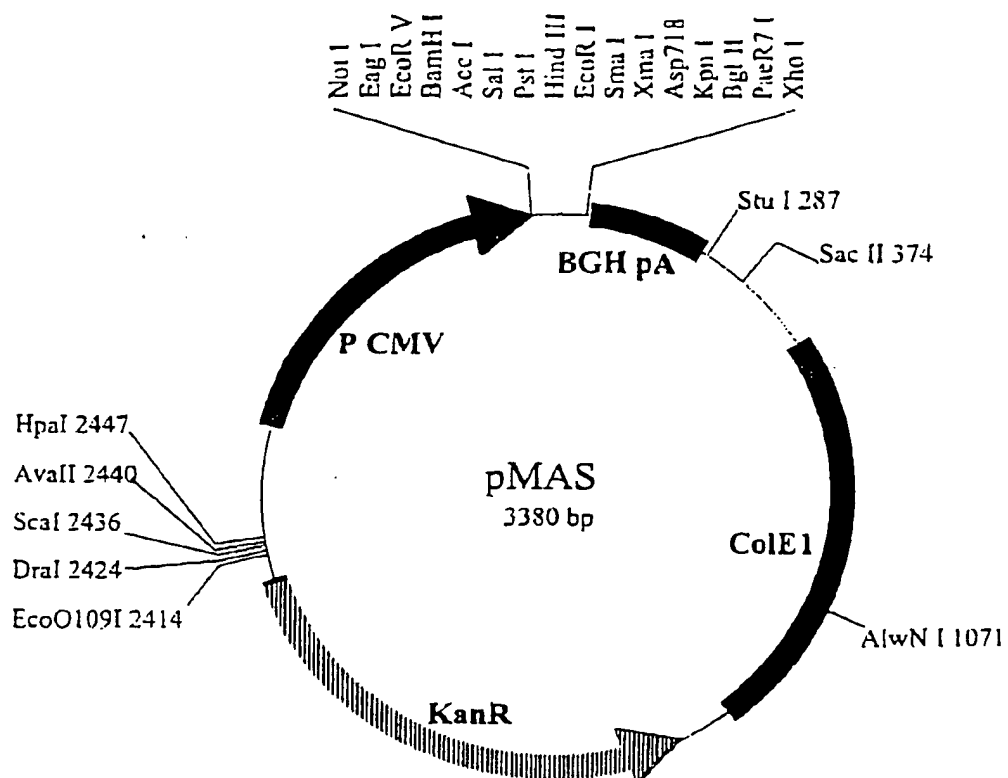 Not I
Eag I
EcoR V
BamH I
Acc I
Sal I
Pst I
Hind III
EcoR I
Sma I
Xma I
Asp718
Kpn I
Bgl II
PaeR7 I
Xho I
Stu I 287
Sac II 374
BGH pA
P CMV
HpaI 2447
AvaII 2440
ScaI 2436
DraI 2424
EcoO109I 2414
pMAS
3380 bp
ColE1
AlwN I 1071
KanR